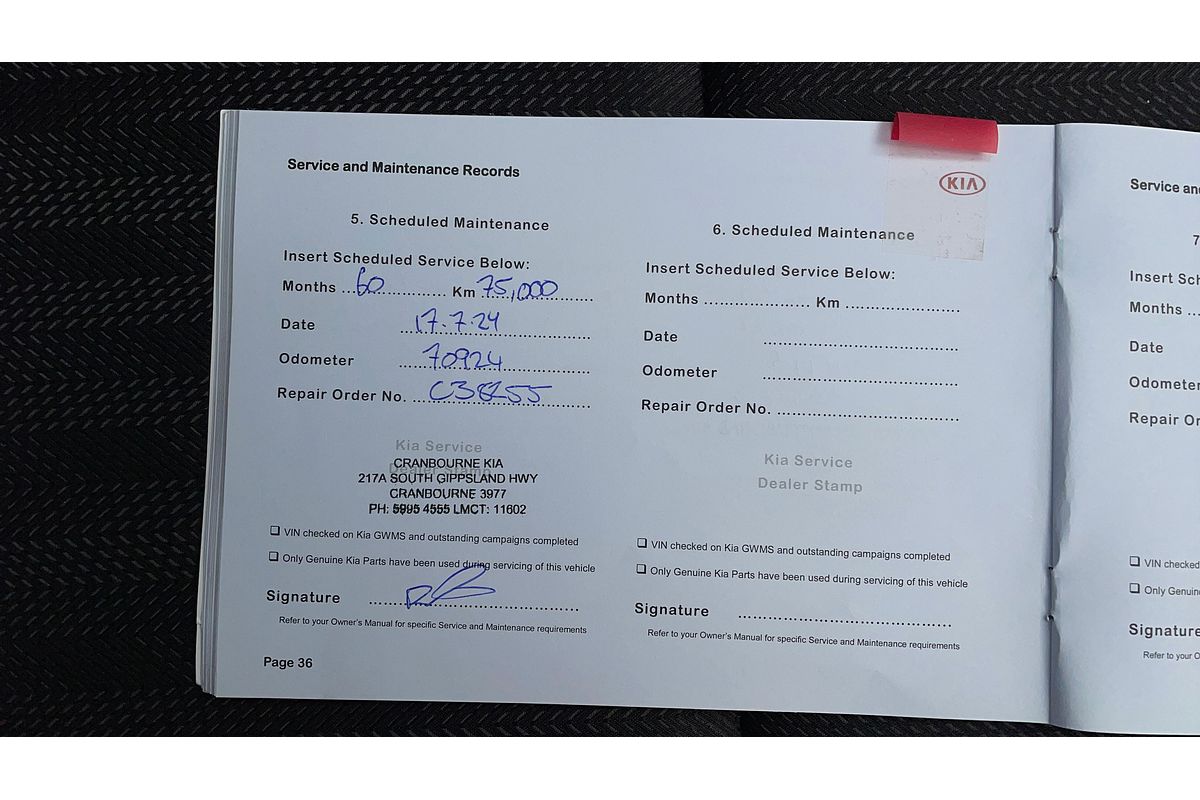 Service and Maintenance Records
KIA
5. Scheduled Maintenance
Insert Scheduled Service Below:
Months ...60................ Km 75,000..........
Date 17.7.24
Odometer 70924
Repair Order No. C38255
Kia Service
Dealer Stamp
CRANBOURNE KIA
217A SOUTH GIPPSLAND HWY
CRANBOURNE 3977
PH: 5995 4555 LMCT: 11602
❑ VIN checked on Kia GWMS and outstanding campaigns completed
❑ Only Genuine Kia Parts have been used during servicing of this vehicle
Signature
Refer to your Owner's Manual for specific Service and Maintenance requirements
Page 36
6. Scheduled Maintenance
Insert Scheduled Service Below:
Months .................... Km ......................
Date
Odometer
Repair Order No.
Kia Service
Dealer Stamp
❑ VIN checked on Kia GWMS and outstanding campaigns completed
❑ Only Genuine Kia Parts have been used during servicing of this vehicle
Signature
Refer to your Owner's Manual for specific Service and Maintenance requirements
Service an
7
Insert Sch
Months ...
Date
Odometer
Repair Or
❑ VIN checked
❑ Only Genuin
Signature
Refer to your O